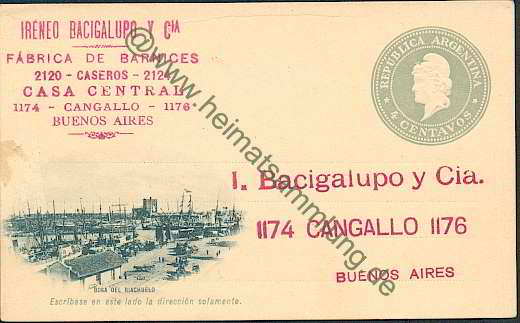 IRÉNEO BACIGALUPO Y CIA
FÁBRICA DE BARNICES
2120 - CASEROS - 2124
CASA CENTRAL
1174 - CANGALLO - 1176
BUENOS AIRES
REPUBLICA ARGENTINA
4 CENTAVOS
I. Bacigalupo y Cia.
1174 CANGALLO 1176
BUENOS AIRES
BOCA DEL RIACHUELO
Escríbase en este lado la dirección solamente.
@www.heimatsammlung.de